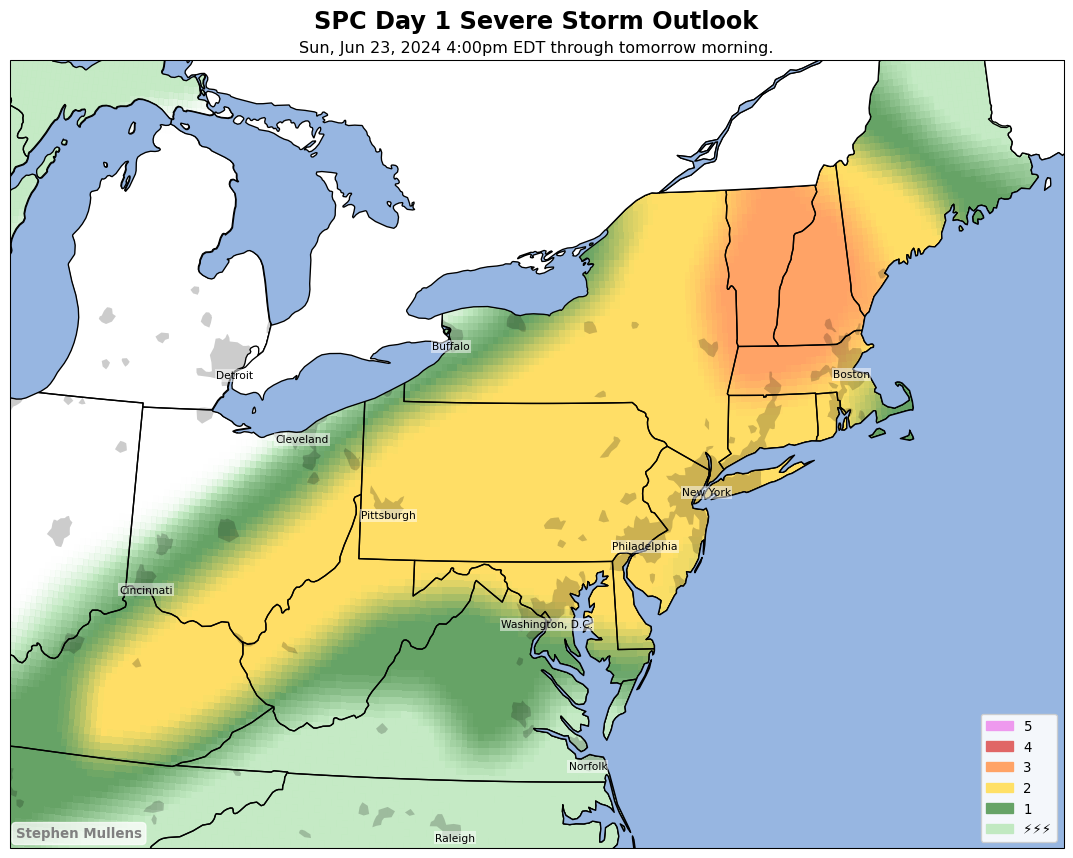 SPC Day 1 Severe Storm Outlook
Sun, Jun 23, 2024 4:00pm EDT through tomorrow morning.
Buffalo
Detroit
Boston
Cleveland
New York
Pittsburgh
Philadelphia
Cincinnati
Washington, D.C.
Norfolk
Raleigh
5
4
3
2
1
⚡⚡⚡
Stephen Mullens